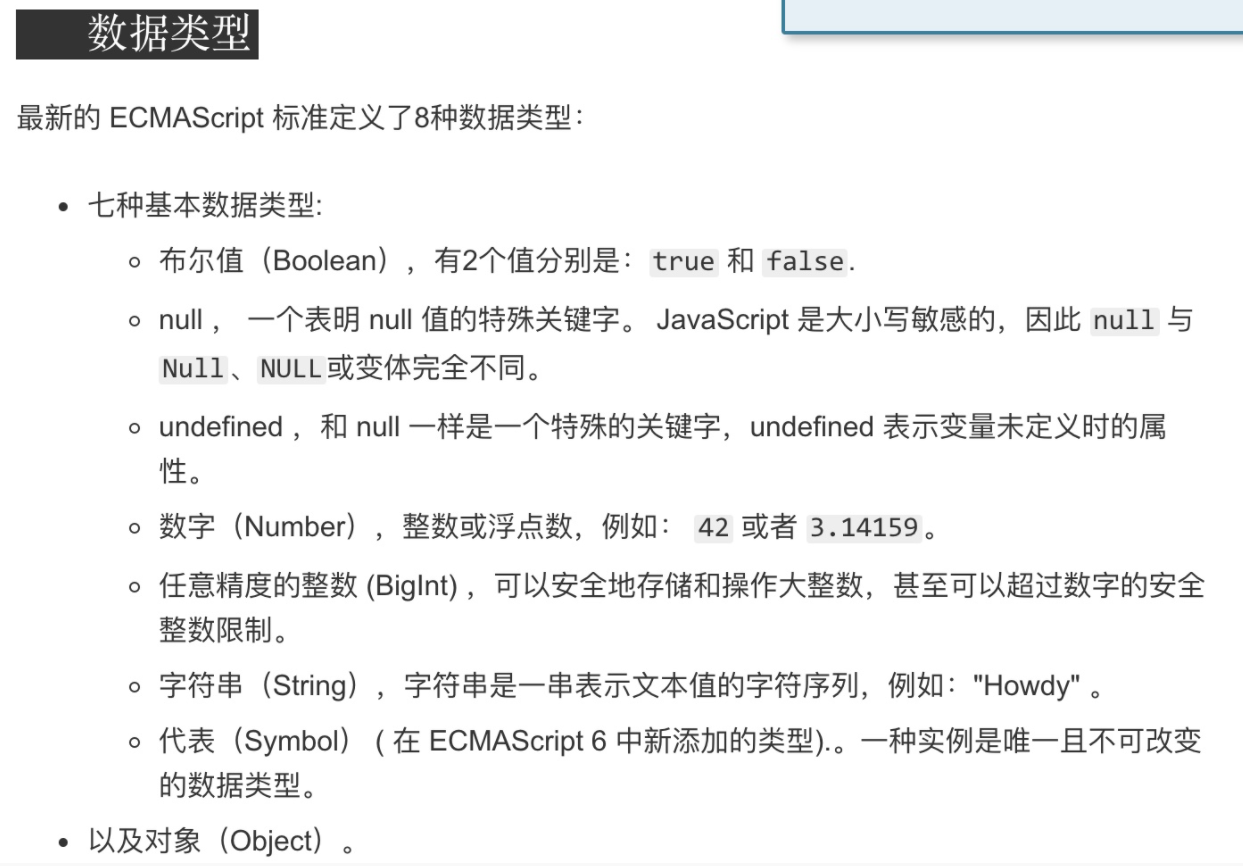 数据类型
最新的 ECMAScript 标准定义了8种数据类型：
• 七种基本数据类型:
◦ 布尔值（Boolean），有2个值分别是：true 和 false.
◦ null ， 一个表明 null 值的特殊关键字。 JavaScript 是大小写敏感的，因此 null 与
Null、NULL或变体完全不同。
◦ undefined ，和 null 一样是一个特殊的关键字，undefined 表示变量未定义时的属
性。
◦ 数字（Number），整数或浮点数，例如： 42 或者 3.14159。
◦ 任意精度的整数 (BigInt) ，可以安全地存储和操作大整数，甚至可以超过数字的安全
整数限制。
◦ 字符串（String），字符串是一串表示文本值的字符序列，例如："Howdy" 。
◦ 代表（Symbol） ( 在 ECMAScript 6 中新添加的类型).。一种实例是唯一且不可改变
的数据类型。
• 以及对象（Object）。